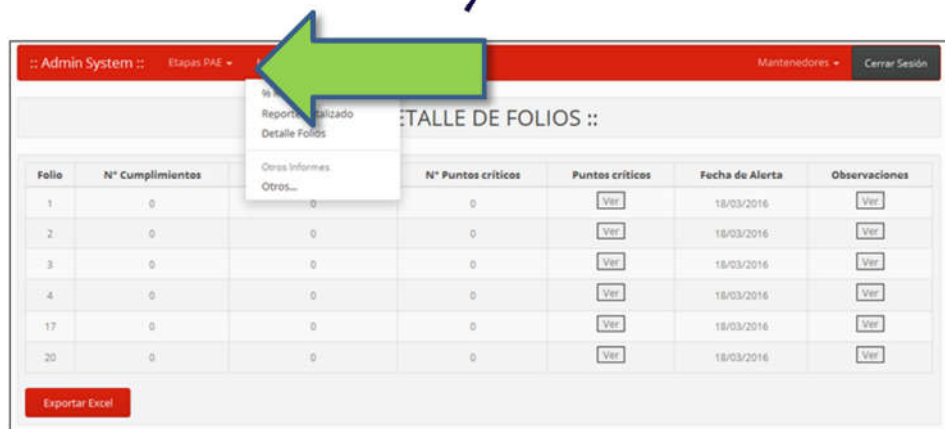 :: Admin System :: Etapas PAE Mantenedores Cerrar Sesión
%
Reporte
Detalle Folios
Otros Informes
Otros...
DE FOLIOS ::
Folio N° Cumplimientos N° Puntos críticos Puntos críticos Fecha de Alerta Observaciones
1 0 0 0 Ver 18/03/2016 Ver
2 0 0 0 Ver 18/03/2016 Ver
3 0 0 0 Ver 18/03/2016 Ver
4 0 0 0 Ver 18/03/2016 Ver
17 0 0 0 Ver 18/03/2016 Ver
20 0 0 0 Ver 18/03/2016 Ver
Exportar Excel